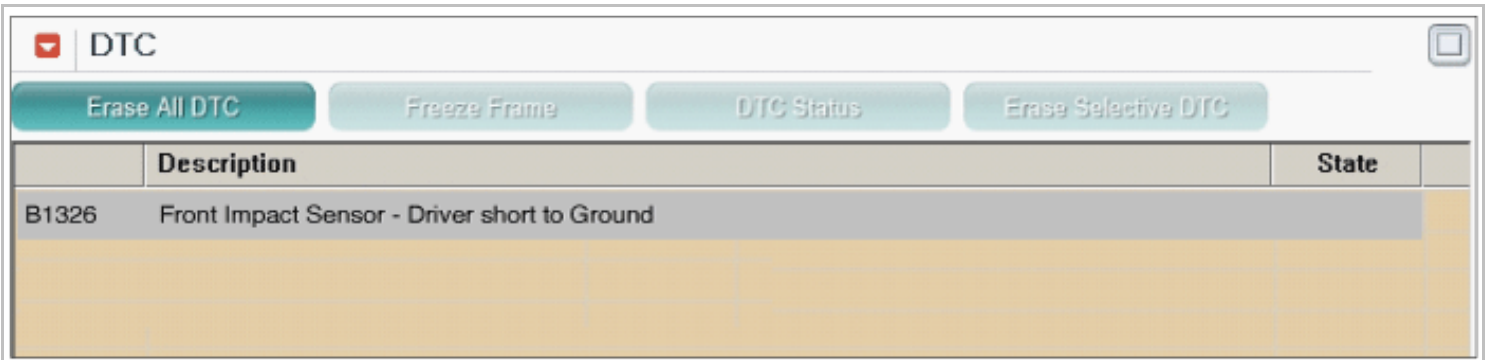 DTC
Erase All DTC Freeze Frame DTC Status Erase Selective DTC
Description State
B1326 Front Impact Sensor - Driver short to Ground